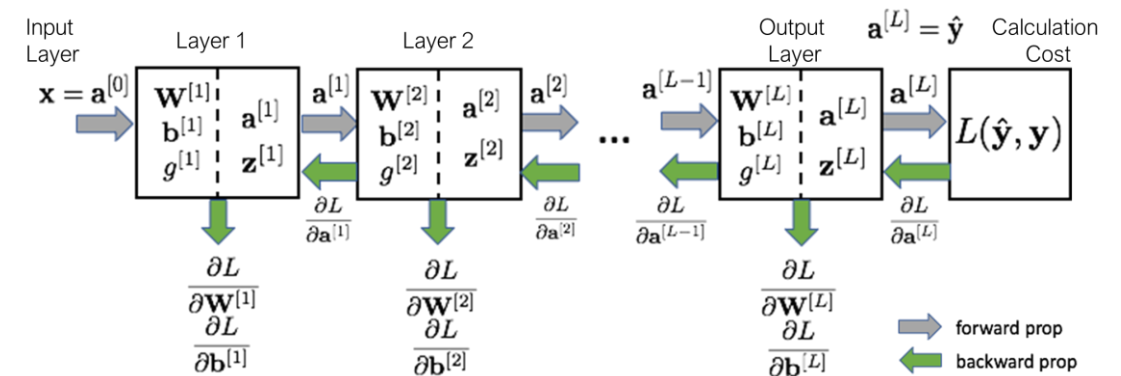 Input
Layer
Layer 1
Layer 2
Output
Layer
a^[L] = ŷ
Calculation
Cost
x = a^[0]
W^[1]
b^[1]
g^[1]
a^[1]
z^[1]
a^[1]
∂L
∂a^[1]
W^[2]
b^[2]
g^[2]
a^[2]
z^[2]
a^[2]
∂L
∂a^[2]
...
a^[L−1]
∂L
∂a^[L−1]
W^[L]
b^[L]
g^[L]
a^[L]
z^[L]
a^[L]
∂L
∂a^[L]
L(ŷ, y)
∂L
∂W^[1]
∂L
∂b^[1]
∂L
∂W^[2]
∂L
∂b^[2]
∂L
∂W^[L]
∂L
∂b^[L]
forward prop
backward prop